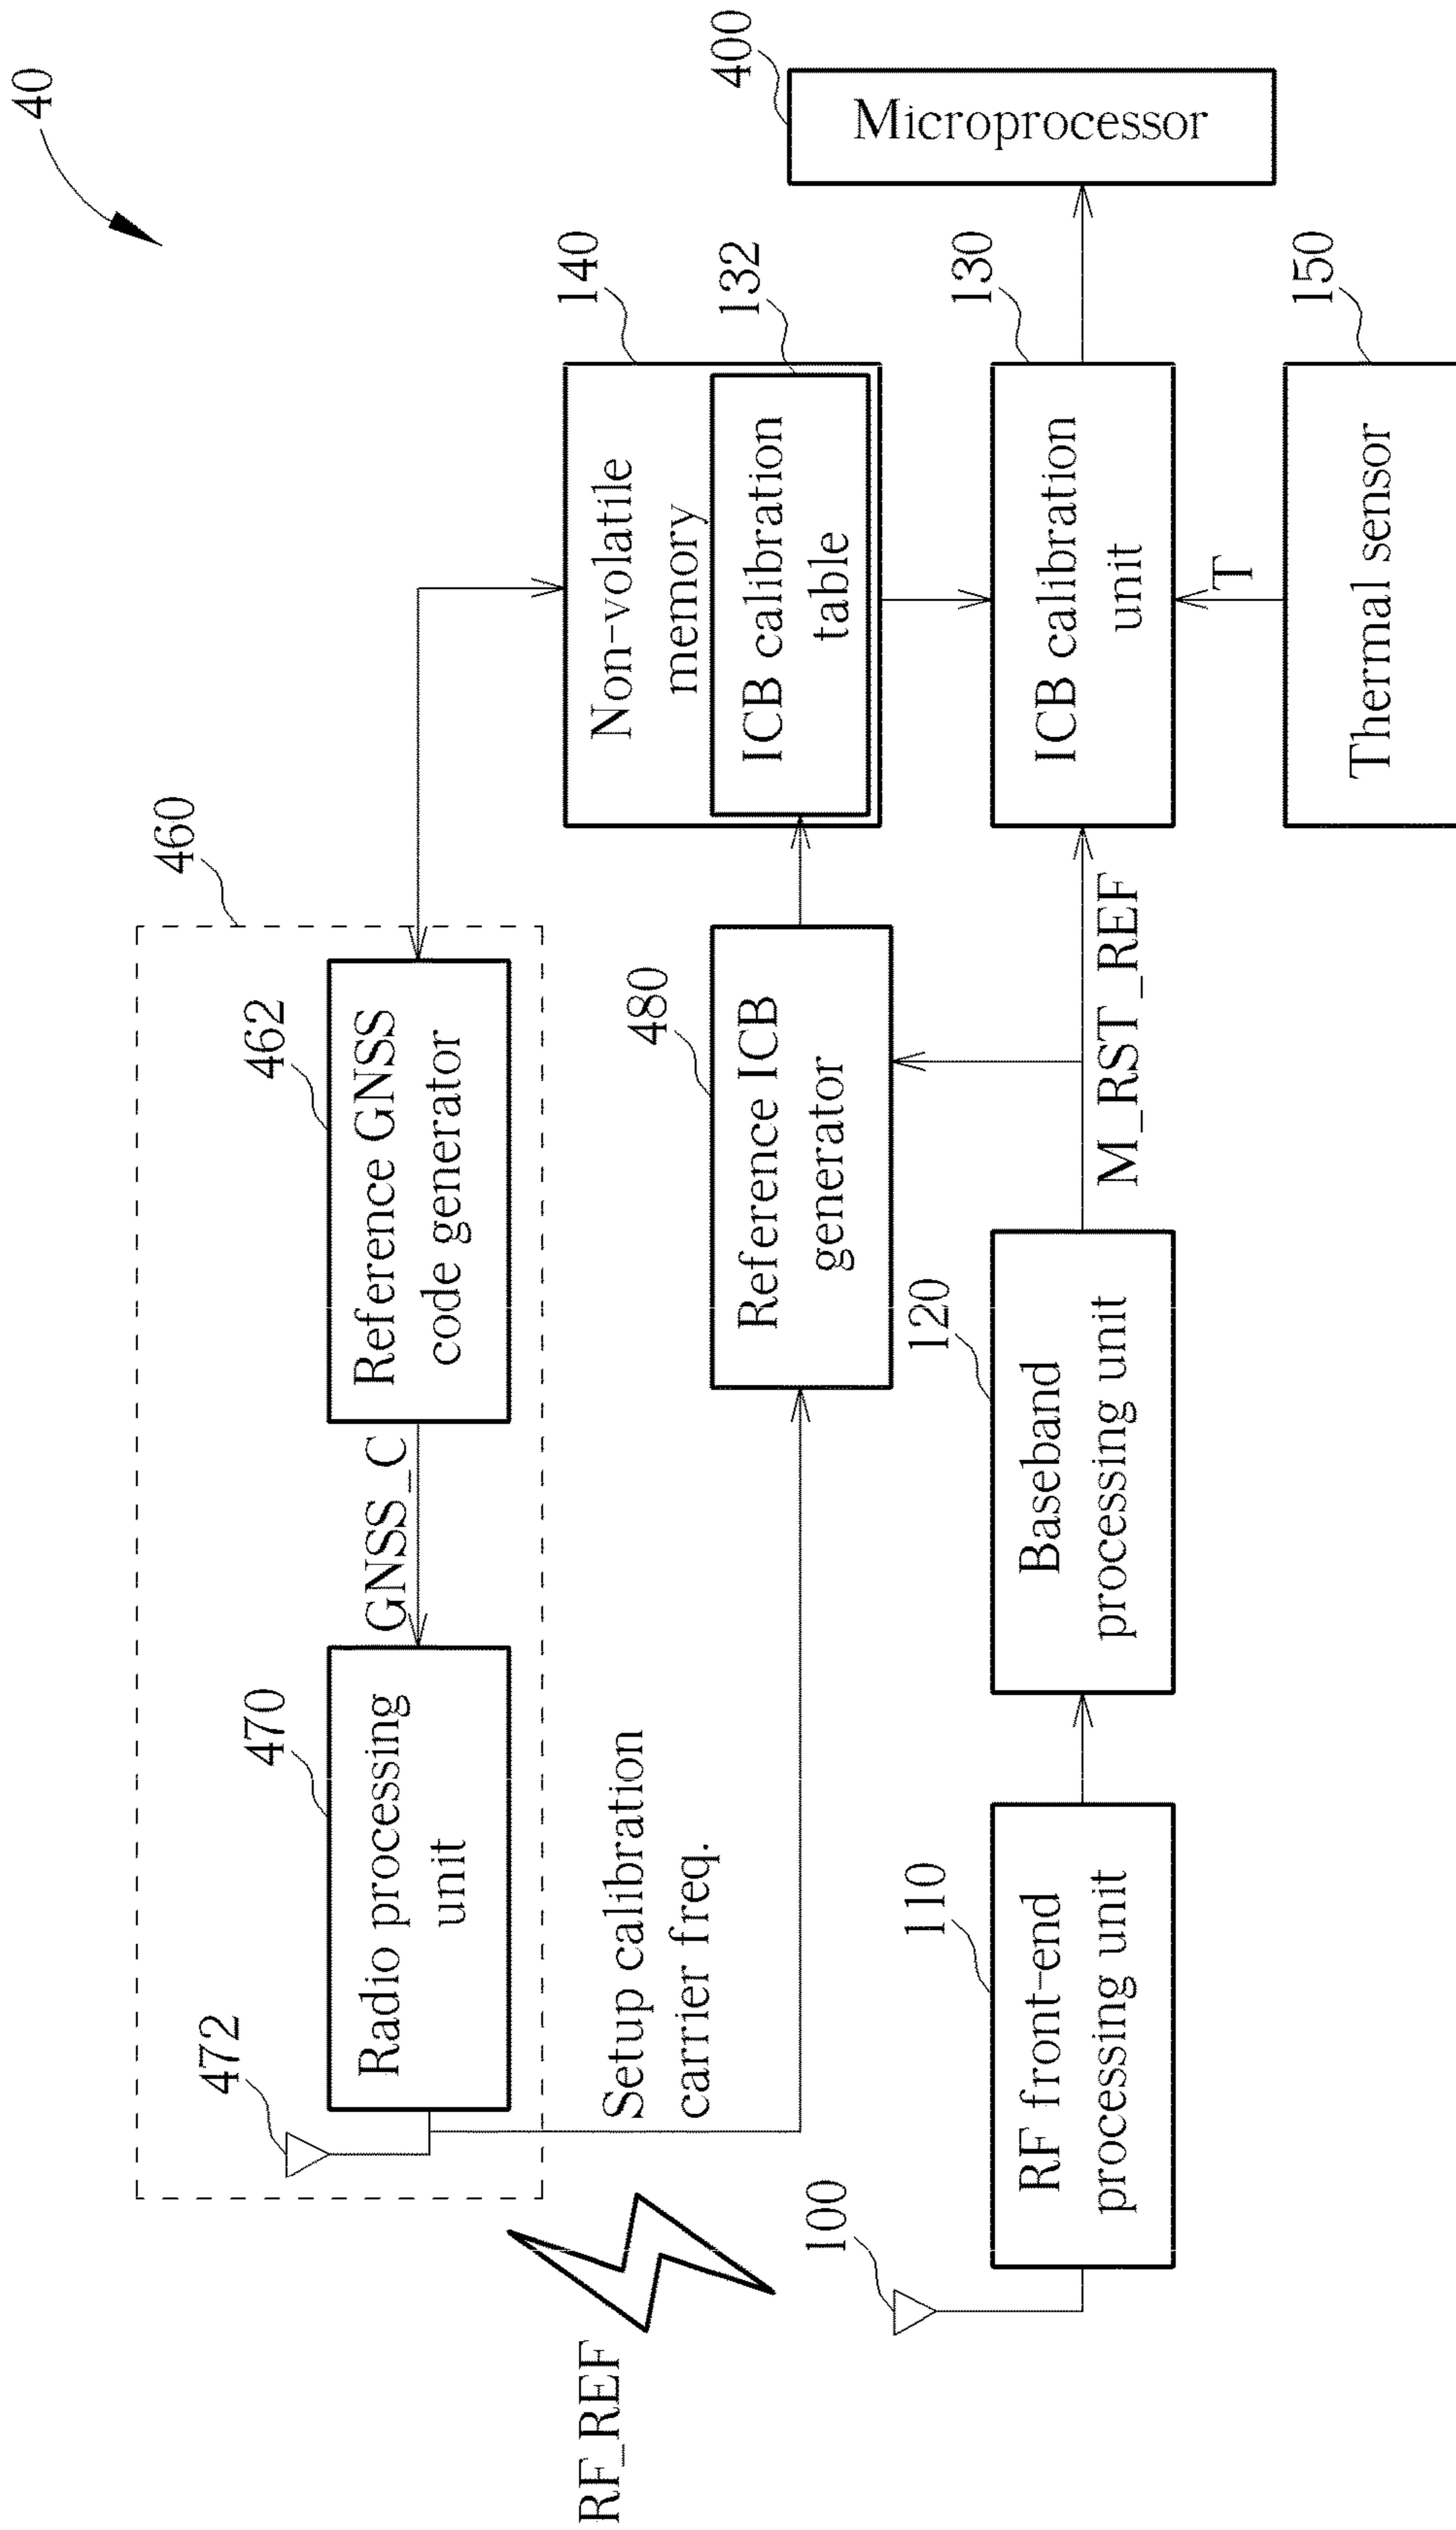 40
460
472
470
462
Radio processing
unit
GNSS_C
Reference GNSS
code generator
RF_REF
Setup calibration
carrier freq.
480
Reference ICB
generator
140
Non-volatile
memory
132
ICB calibration
table
400
Microprocessor
100
110
RF front-end
processing unit
120
Baseband
processing unit
M_RST_REF
130
ICB calibration
unit
T
150
Thermal sensor